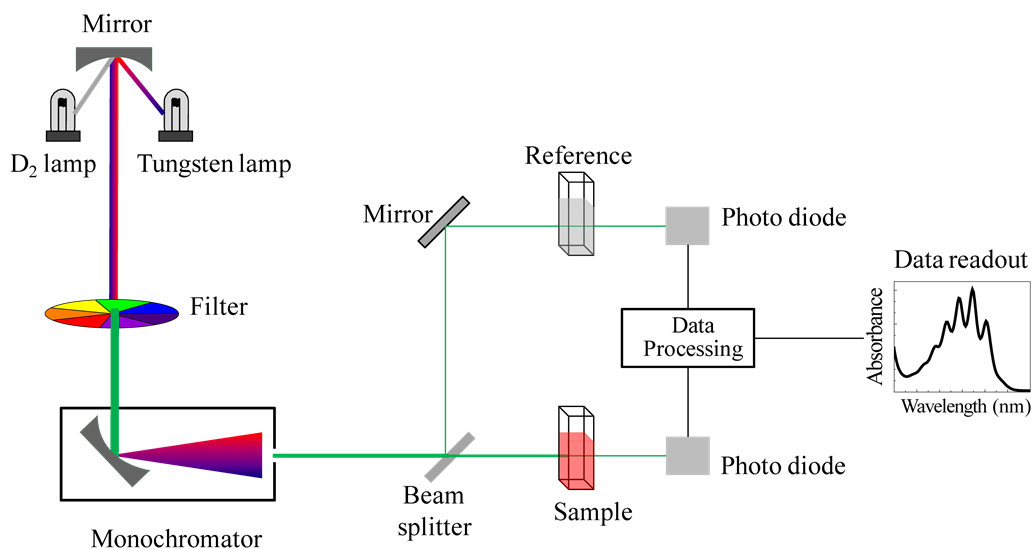 Mirror
D₂ lamp
Tungsten lamp
Filter
Monochromator
Mirror
Beam
splitter
Reference
Sample
Photo diode
Data
Processing
Photo diode
Data readout
Absorbance
Wavelength (nm)